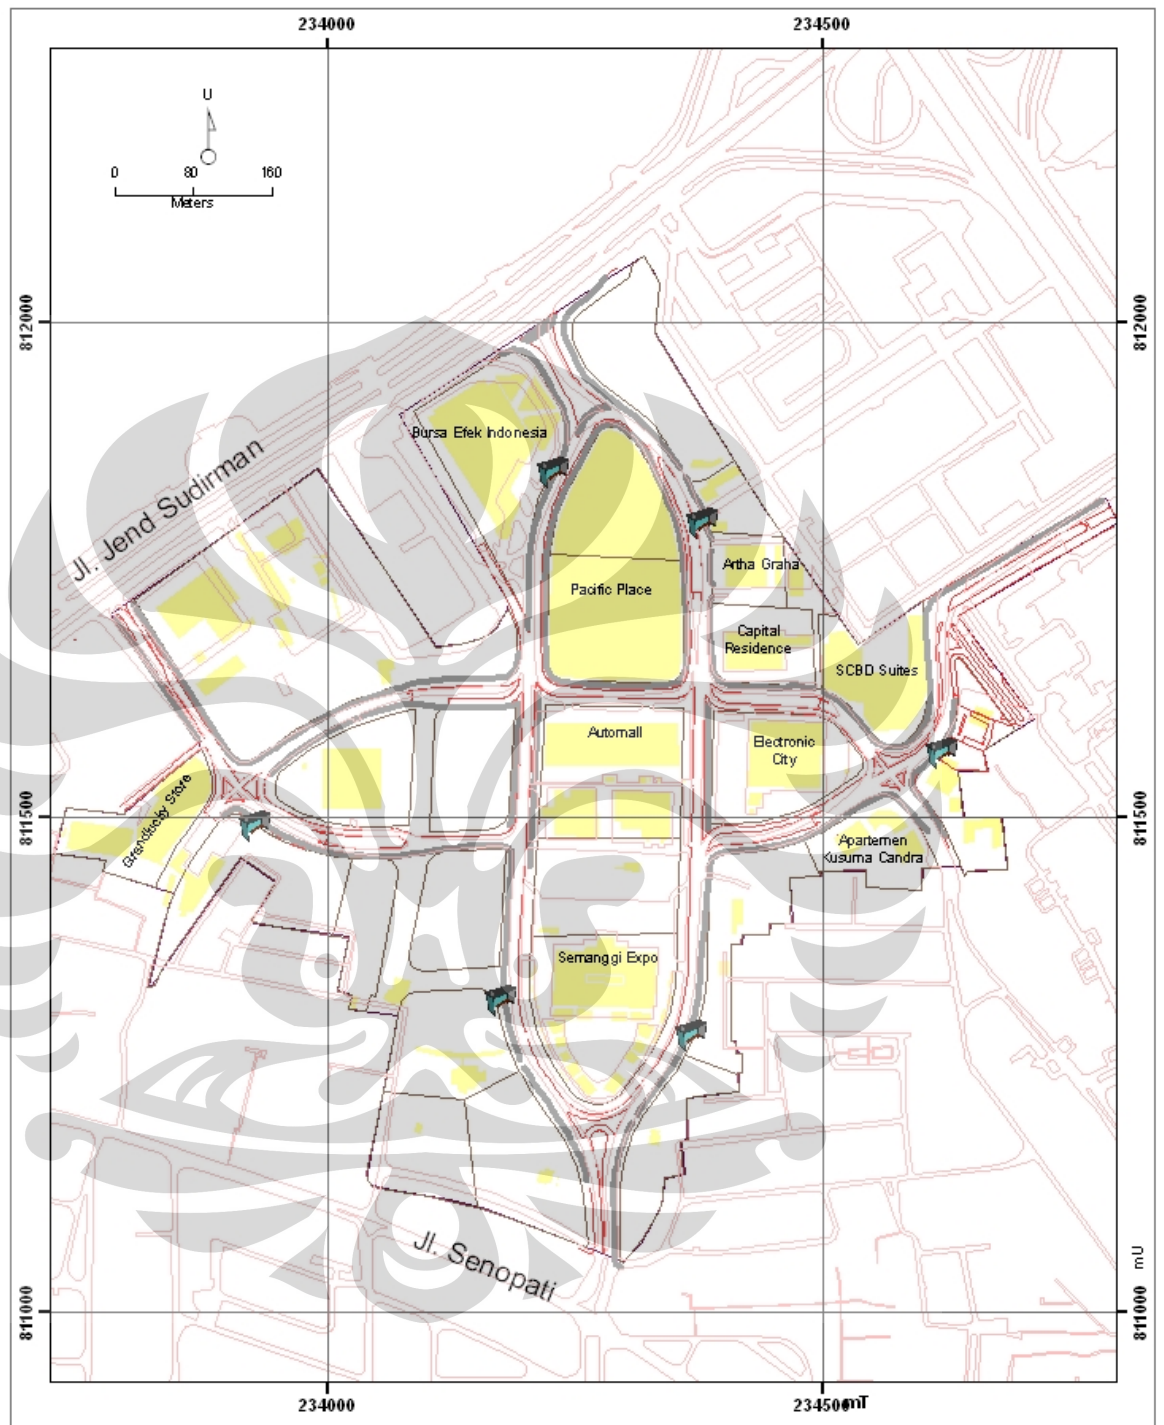 234000
234500
U
0
80
160
Meters
812000
812000
Jl. Jend Sudirman
Bursa Efek Indonesia
Pacific Place
Artha Graha
Capital
Residence
SCBD Suites
Automall
Electronic
City
Grandlucky Store
811500
811500
Apartemen
Kusuma Candra
Semanggi Expo
Jl. Senopati
mU
811000
811000
234000
234500
mT